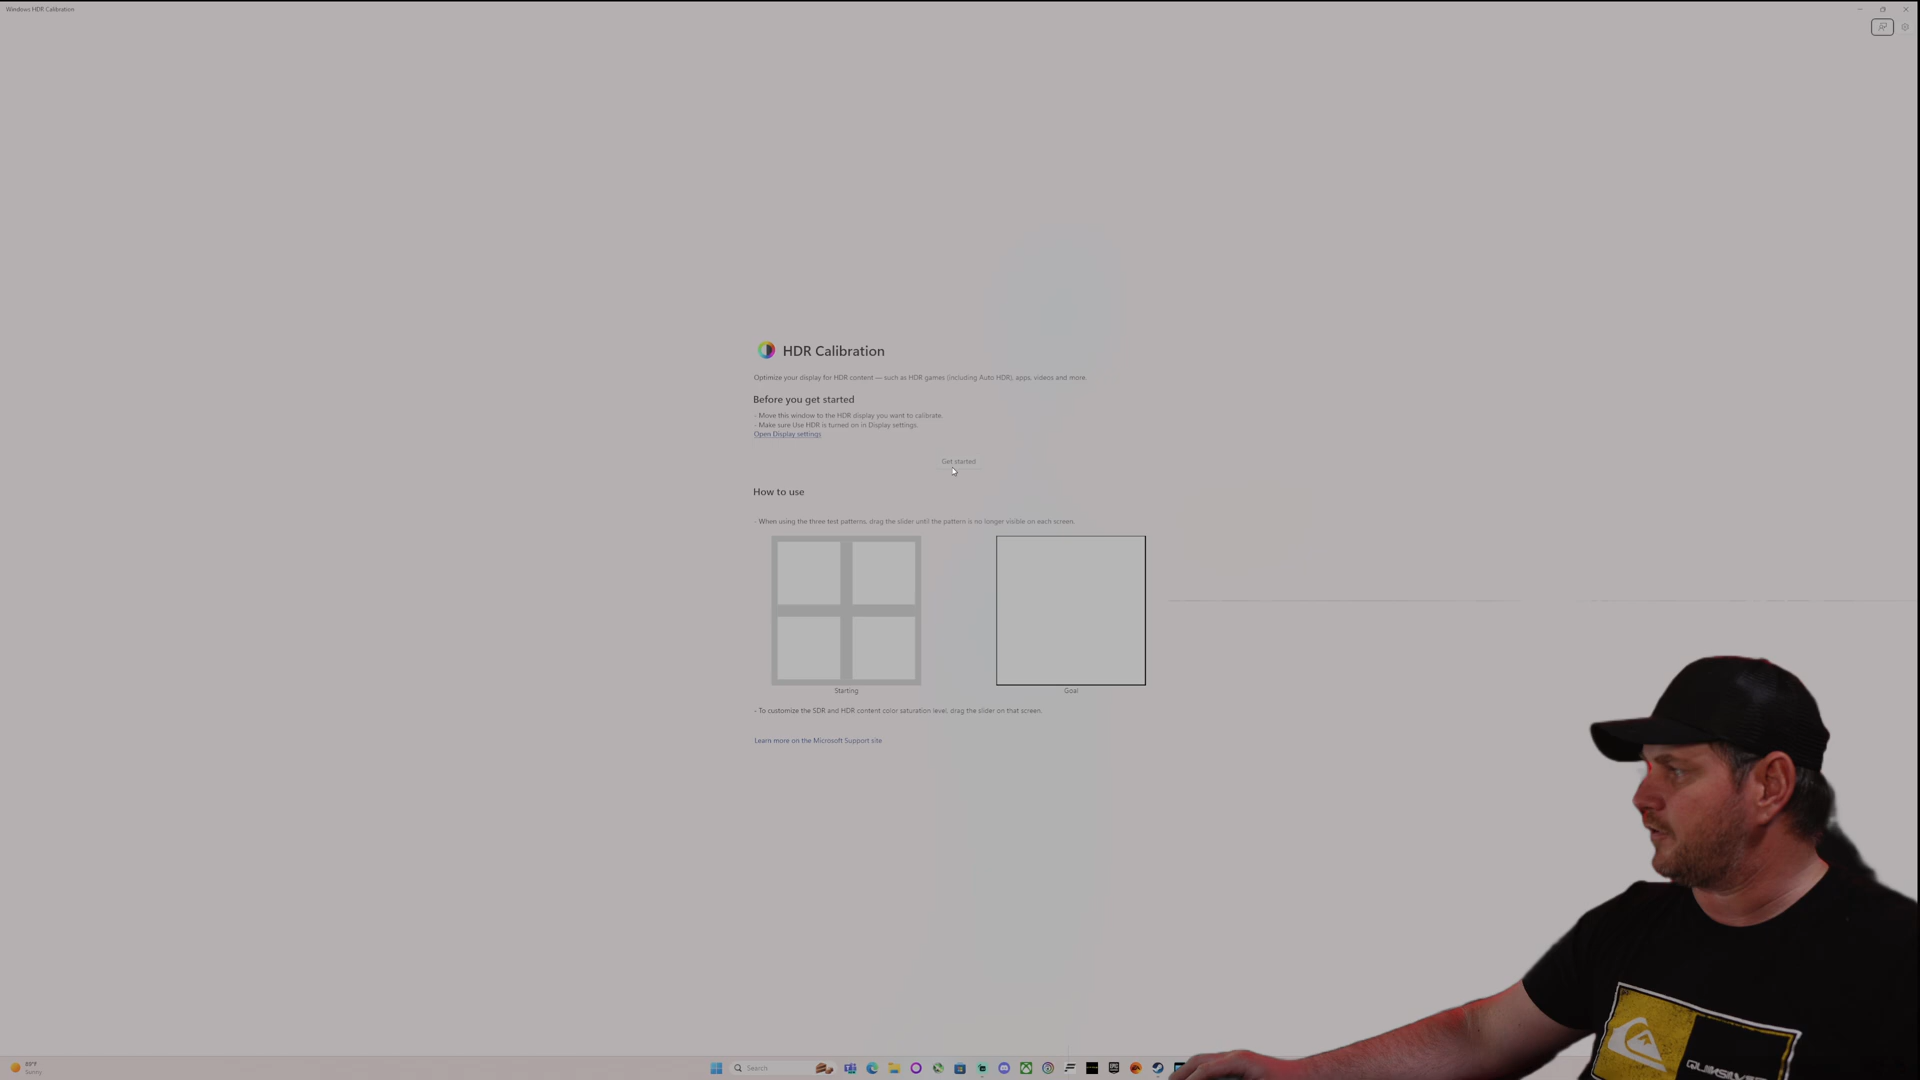 Windows HDR Calibration
HDR Calibration
Optimize your display for HDR content — such as HDR games (including Auto HDR), apps, videos and more.
Before you get started
- Move this window to the HDR display you want to calibrate.
- Make sure Use HDR is turned on in Display settings.
Open Display settings
Get started
How to use
- When using the three test patterns, drag the slider until the pattern is no longer visible on each screen.
Starting
Goal
- To customize the SDR and HDR content color saturation level, drag the slider on that screen.
Learn more on the Microsoft Support site
QUIKSILVER
89°F
Sunny
Search